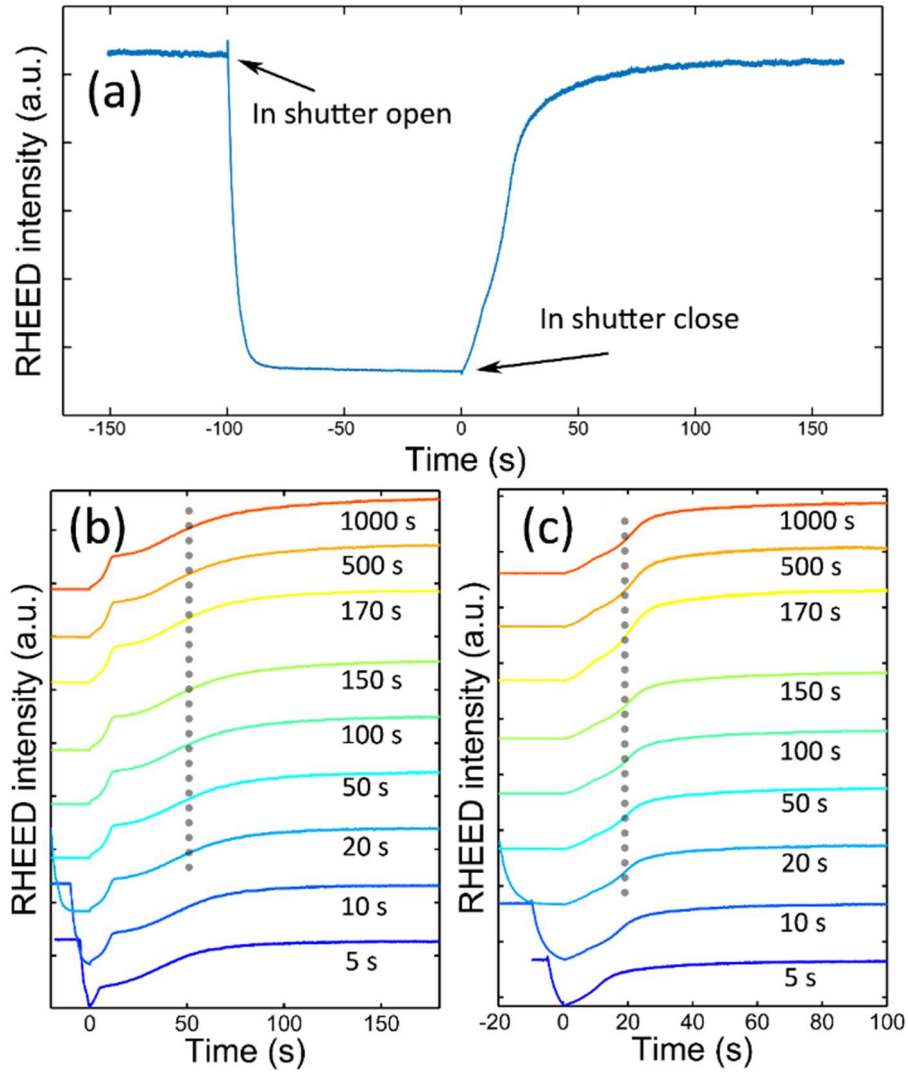 (a)
RHEED intensity (a.u.)
In shutter open
In shutter close
-150 -100 -50 0 50 100 150
Time (s)
(b)
RHEED intensity (a.u.)
1000 s
500 s
170 s
150 s
100 s
50 s
20 s
10 s
5 s
0 50 100 150
Time (s)
(c)
RHEED intensity (a.u.)
1000 s
500 s
170 s
150 s
100 s
50 s
20 s
10 s
5 s
-20 0 20 40 60 80 100
Time (s)